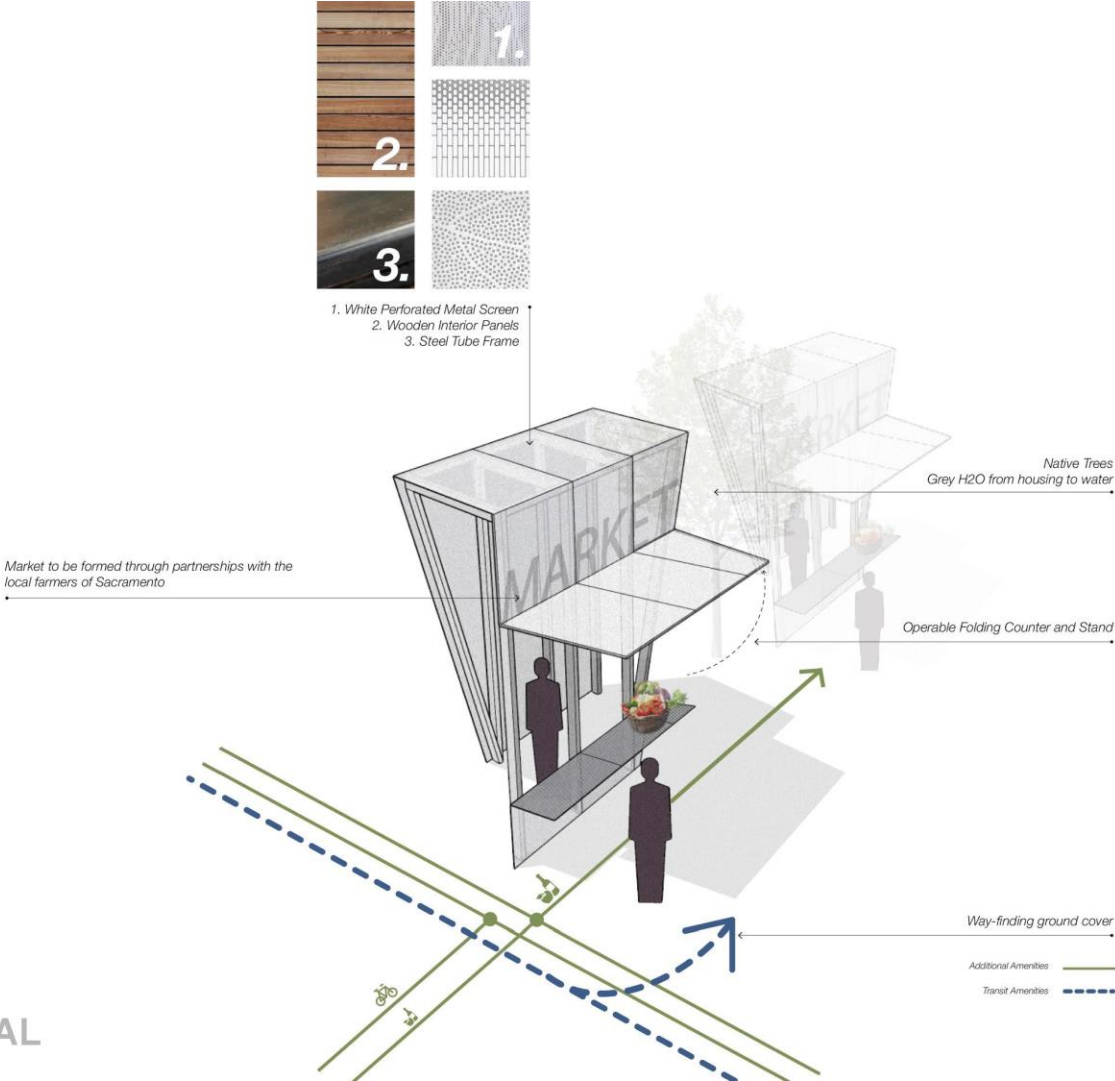 1.
2.
3.
1. White Perforated Metal Screen
2. Wooden Interior Panels
3. Steel Tube Frame
Native Trees
Grey H2O from housing to water
MARKET
Market to be formed through partnerships with the
local farmers of Sacramento
Operable Folding Counter and Stand
Way-finding ground cover
Additional Amenities
Transit Amenities
AL